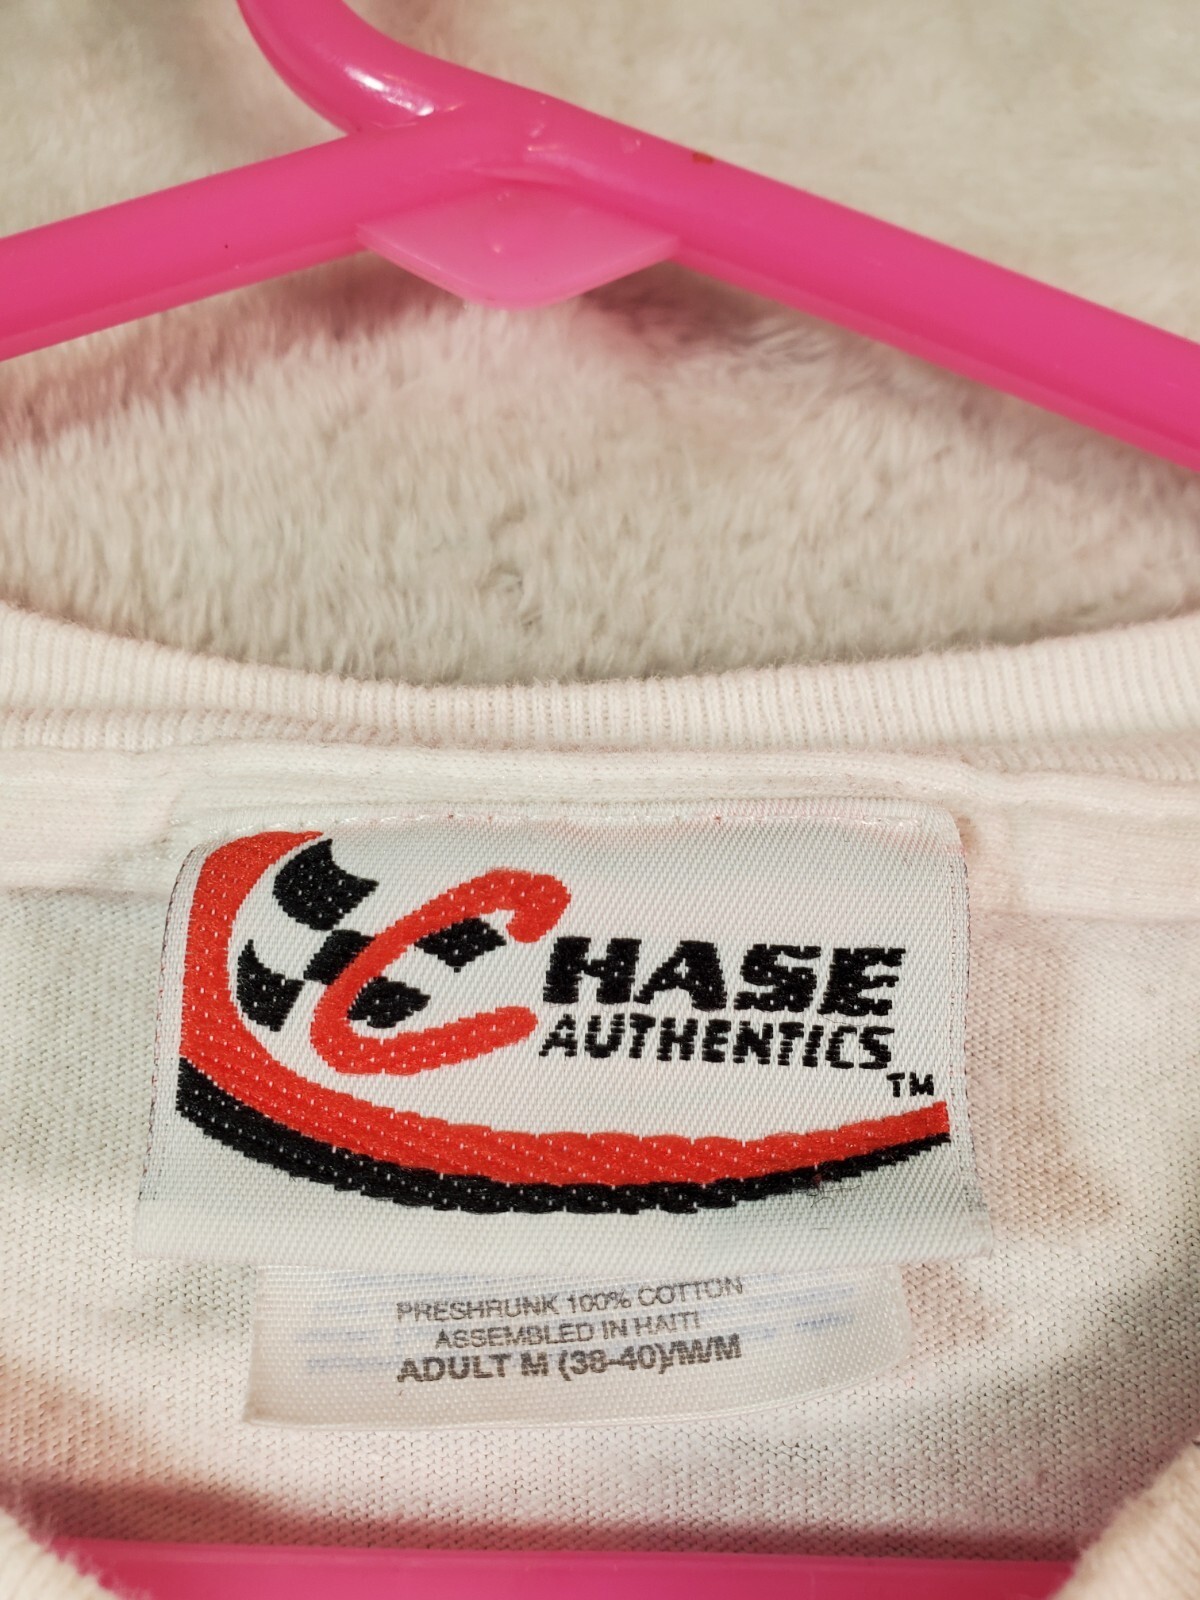 CHASE
AUTHENTICS
TM
PRESHRUNK 100% COTTON
ASSEMBLED IN HAITI
ADULT M (38-40)/M/M